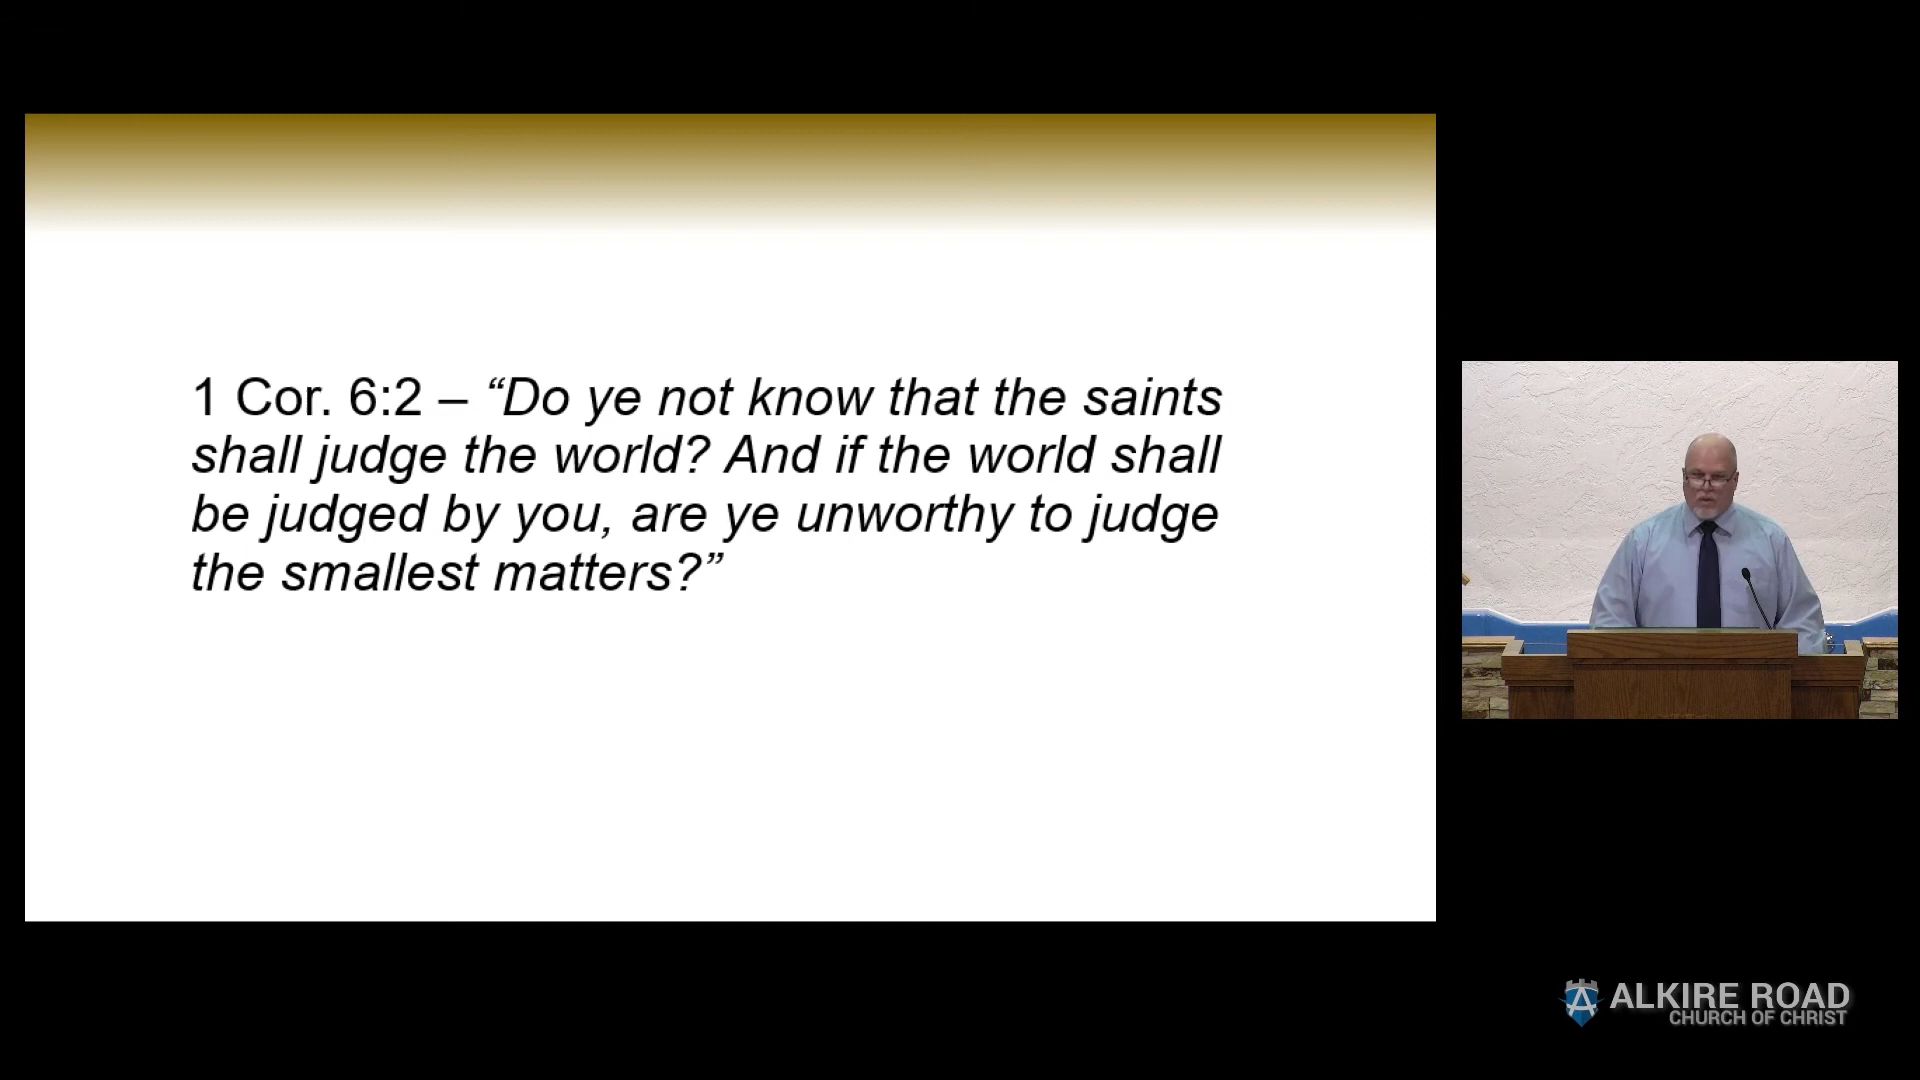 1 Cor. 6:2 – “Do ye not know that the saints
shall judge the world? And if the world shall
be judged by you, are ye unworthy to judge
the smallest matters?”
ALKIRE ROAD
CHURCH OF CHRIST